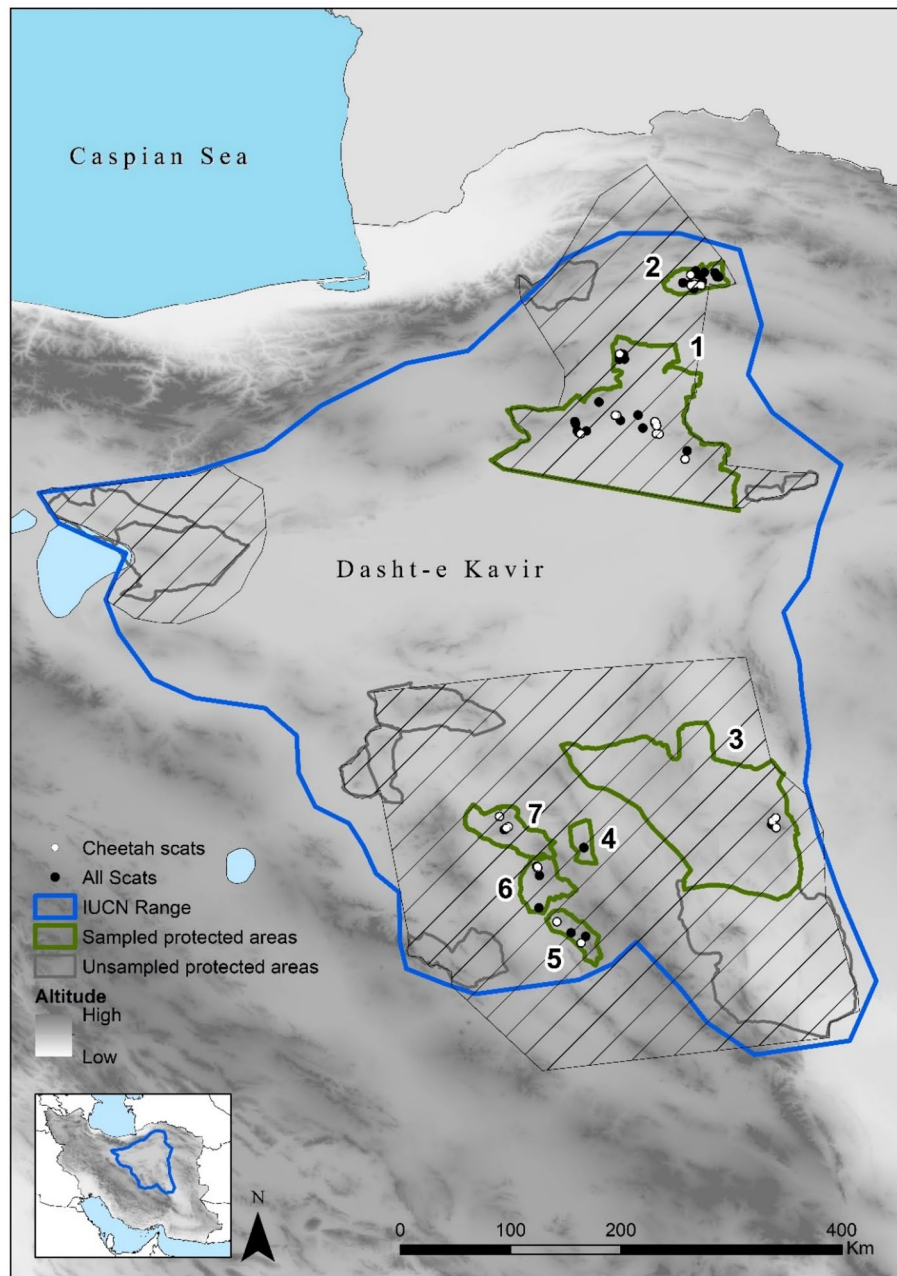 Caspian Sea
2
1
Dasht-e Kavir
3
7
4
6
5
Cheetah scats
All Scats
IUCN Range
Sampled protected areas
Unsampled protected areas
Altitude
High
Low
N
0 100 200 400
Km